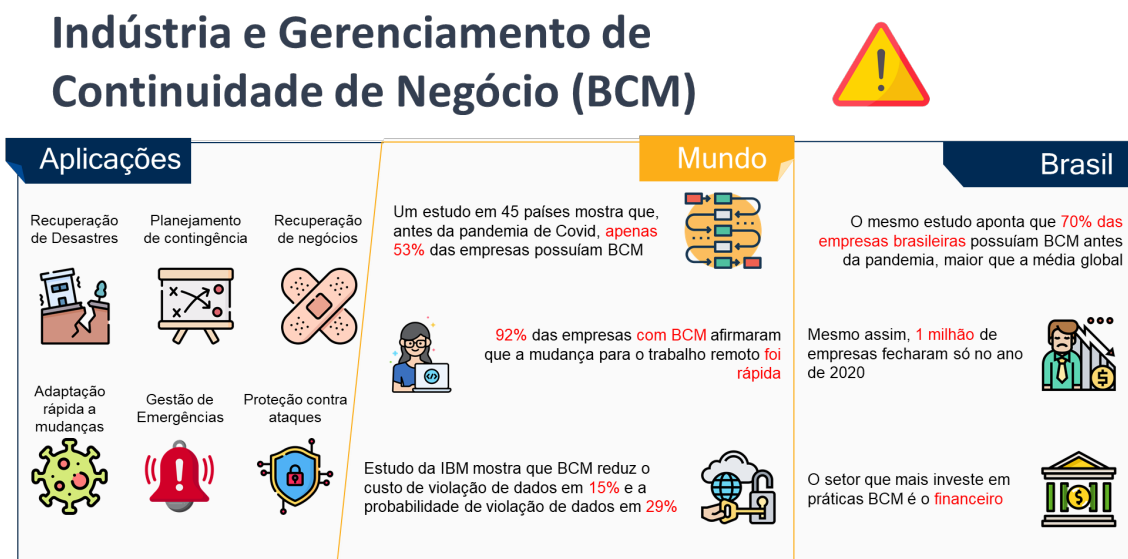 Indústria e Gerenciamento de
Continuidade de Negócio (BCM)
Aplicações
Recuperação
de Desastres
Planejamento
de contingência
Recuperação
de negócios
Adaptação
rápida a
mudanças
Gestão de
Emergências
Proteção contra
ataques
Mundo
Um estudo em 45 países mostra que,
antes da pandemia de Covid, apenas
53% das empresas possuíam BCM
92% das empresas com BCM afirmaram
que a mudança para o trabalho remoto foi
rápida
Estudo da IBM mostra que BCM reduz o
custo de violação de dados em 15% e a
probabilidade de violação de dados em 29%
Brasil
O mesmo estudo aponta que 70% das
empresas brasileiras possuíam BCM antes
da pandemia, maior que a média global
Mesmo assim, 1 milhão de
empresas fecharam só no ano
de 2020
O setor que mais investe em
práticas BCM é o financeiro